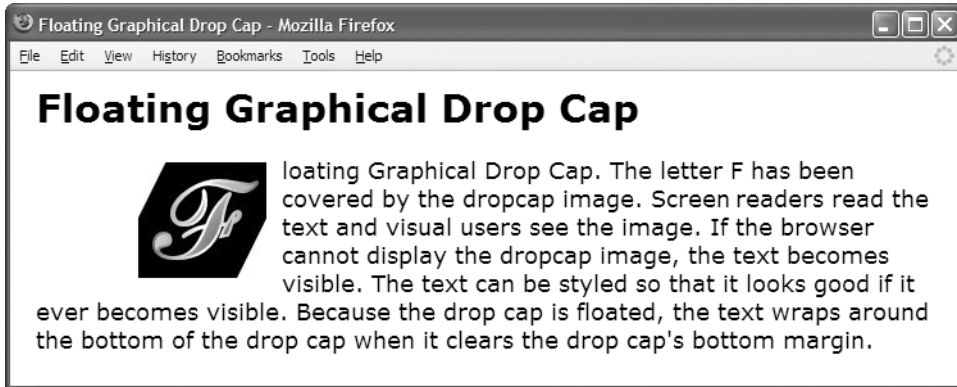 Floating Graphical Drop Cap - Mozilla Firefox
File Edit View History Bookmarks Tools Help
Floating Graphical Drop Cap
F loating Graphical Drop Cap. The letter F has been
covered by the dropcap image. Screen readers read the
text and visual users see the image. If the browser
cannot display the dropcap image, the text becomes
visible. The text can be styled so that it looks good if it
ever becomes visible. Because the drop cap is floated, the text wraps around
the bottom of the drop cap when it clears the drop cap's bottom margin.